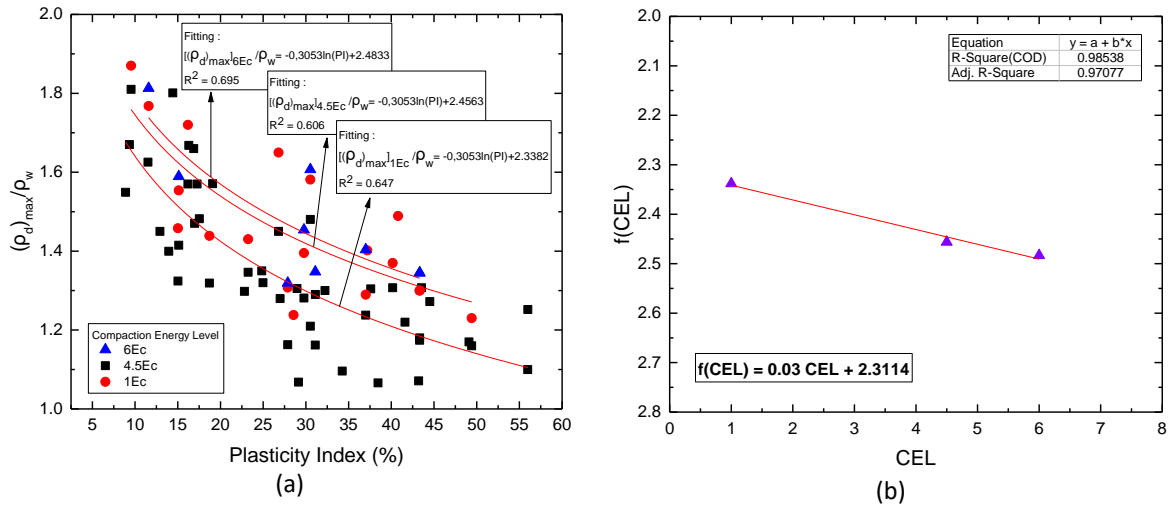 2.0
1.8
1.6
1.4
1.2
1.0
(ρd)max/ρw
5 10 15 20 25 30 35 40 45 50 55 60
Plasticity Index (%)
Fitting :
[(ρd)max]6Ec/ρw= -0,3053ln(PI)+2.4833
R2 = 0.695
Fitting :
[(ρd)max]4.5Ec/ρw= -0,3053ln(PI)+2.4563
R2 = 0.606
Fitting :
[(ρd)max]1Ec/ρw= -0,3053ln(PI)+2.3382
R2 = 0.647
Compaction Energy Level
6Ec
4.5Ec
1Ec
(a)
2.0
2.2
2.3
2.4
2.5
2.6
2.7
2.8
f(CEL)
0 1 2 3 4 5 6 7 8
CEL
Equation y = a + b*x
R-Square(COD) 0.98538
Adj. R-Square 0.97077
f(CEL) = 0.03 CEL + 2.3114
(b)